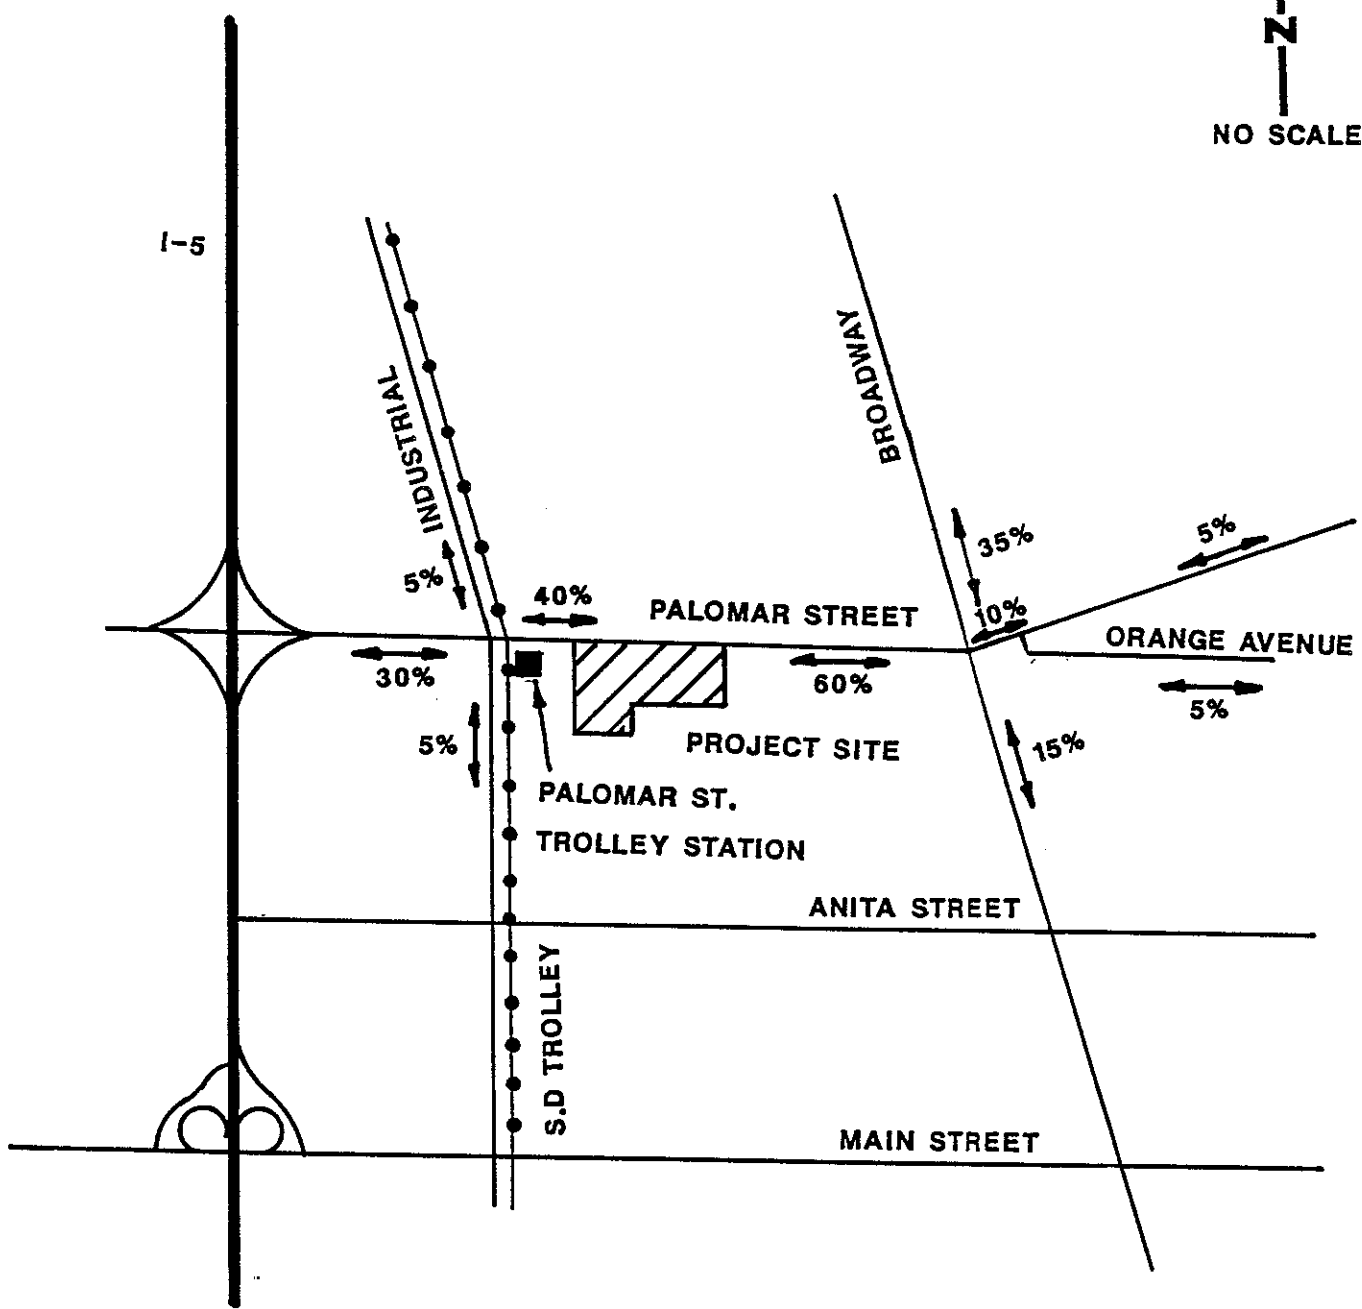 Z
NO SCALE
I-5
BROADWAY
INDUSTRIAL
35%
5%
5%
40%
PALOMAR STREET
10%
ORANGE AVENUE
30%
60%
5%
5%
PROJECT SITE
15%
PALOMAR ST.
TROLLEY STATION
ANITA STREET
S.D TROLLEY
MAIN STREET